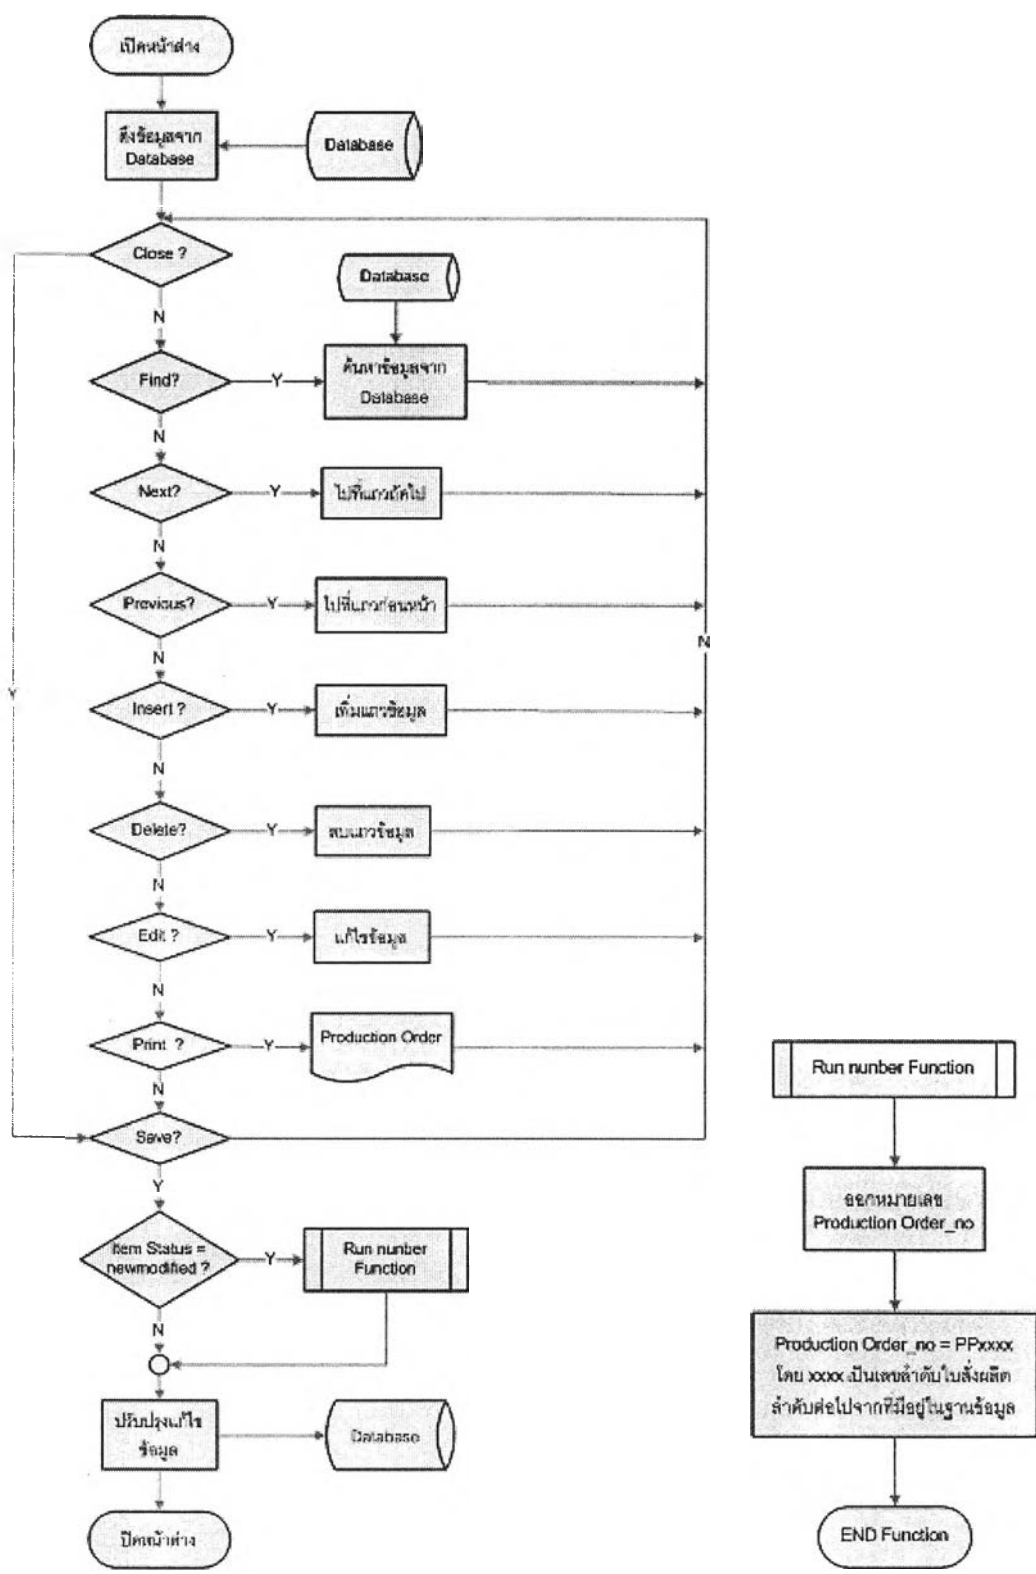 เปิดหน้าต่าง
ดึงข้อมูลจาก
Database
Database
Close ?
N
Database
Find?
Y
ค้นหาข้อมูลจาก
Database
N
Next?
Y
ไปที่แถวถัดไป
N
Previous?
Y
ไปที่แถวก่อนหน้า
N
N
Y
Insert ?
Y
เพิ่มแถวข้อมูล
N
Delete?
Y
ลบแถวข้อมูล
N
Edit ?
Y
แก้ไขข้อมูล
N
Print ?
Y
Production Order
N
Save?
Y
Item Status =
newmodified ?
Y
Run nunber
Function
N
ปรับปรุงแก้ไข
ข้อมูล
Database
ปิดหน้าต่าง
Run nunber Function
ออกหมายเลข
Production Order_no
Production Order_no = PPxxxx
โดย xxxx เป็นเลขลำดับใบสั่งผลิต
ลำดับต่อไปจากที่มีอยู่ในฐานข้อมูล
END Function